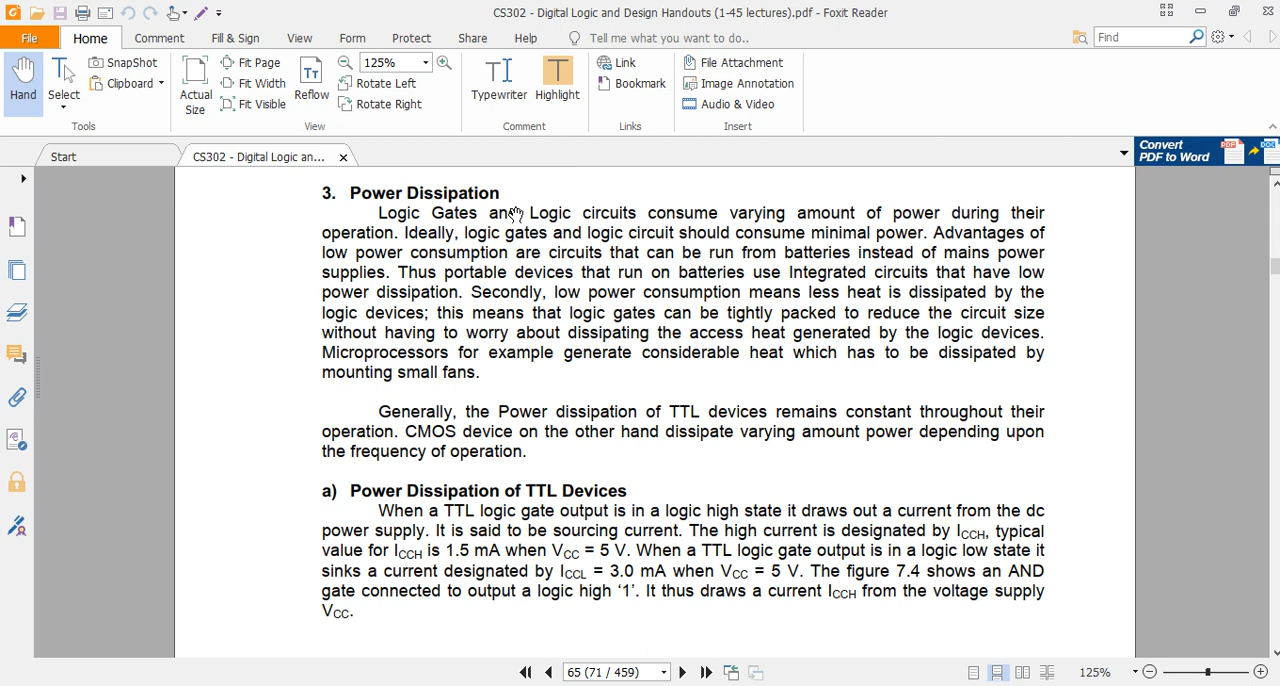 CS302 - Digital Logic and Design Handouts (1-45 lectures).pdf - Foxit Reader
File Home Comment Fill & Sign View Form Protect Share Help Tell me what you want to do.. Find
Hand
Select
SnapShot
Clipboard
Tools
Actual Size
Fit Page
Fit Width
Fit Visible
Reflow
125%
Rotate Left
Rotate Right
View
Typewriter
Highlight
Comment
Link
Bookmark
Links
File Attachment
Image Annotation
Audio & Video
Insert
Start
CS302 - Digital Logic an...
Convert
PDF to Word
PDF
DOC
3. Power Dissipation
Logic Gates and Logic circuits consume varying amount of power during their
operation. Ideally, logic gates and logic circuit should consume minimal power. Advantages of
low power consumption are circuits that can be run from batteries instead of mains power
supplies. Thus portable devices that run on batteries use Integrated circuits that have low
power dissipation. Secondly, low power consumption means less heat is dissipated by the
logic devices; this means that logic gates can be tightly packed to reduce the circuit size
without having to worry about dissipating the access heat generated by the logic devices.
Microprocessors for example generate considerable heat which has to be dissipated by
mounting small fans.
Generally, the Power dissipation of TTL devices remains constant throughout their
operation. CMOS device on the other hand dissipate varying amount power depending upon
the frequency of operation.
a) Power Dissipation of TTL Devices
When a TTL logic gate output is in a logic high state it draws out a current from the dc
power supply. It is said to be sourcing current. The high current is designated by ICCH, typical
value for ICCH is 1.5 mA when VCC = 5 V. When a TTL logic gate output is in a logic low state it
sinks a current designated by ICCL = 3.0 mA when VCC = 5 V. The figure 7.4 shows an AND
gate connected to output a logic high ‘1’. It thus draws a current ICCH from the voltage supply
VCC.
65 (71 / 459)
125%